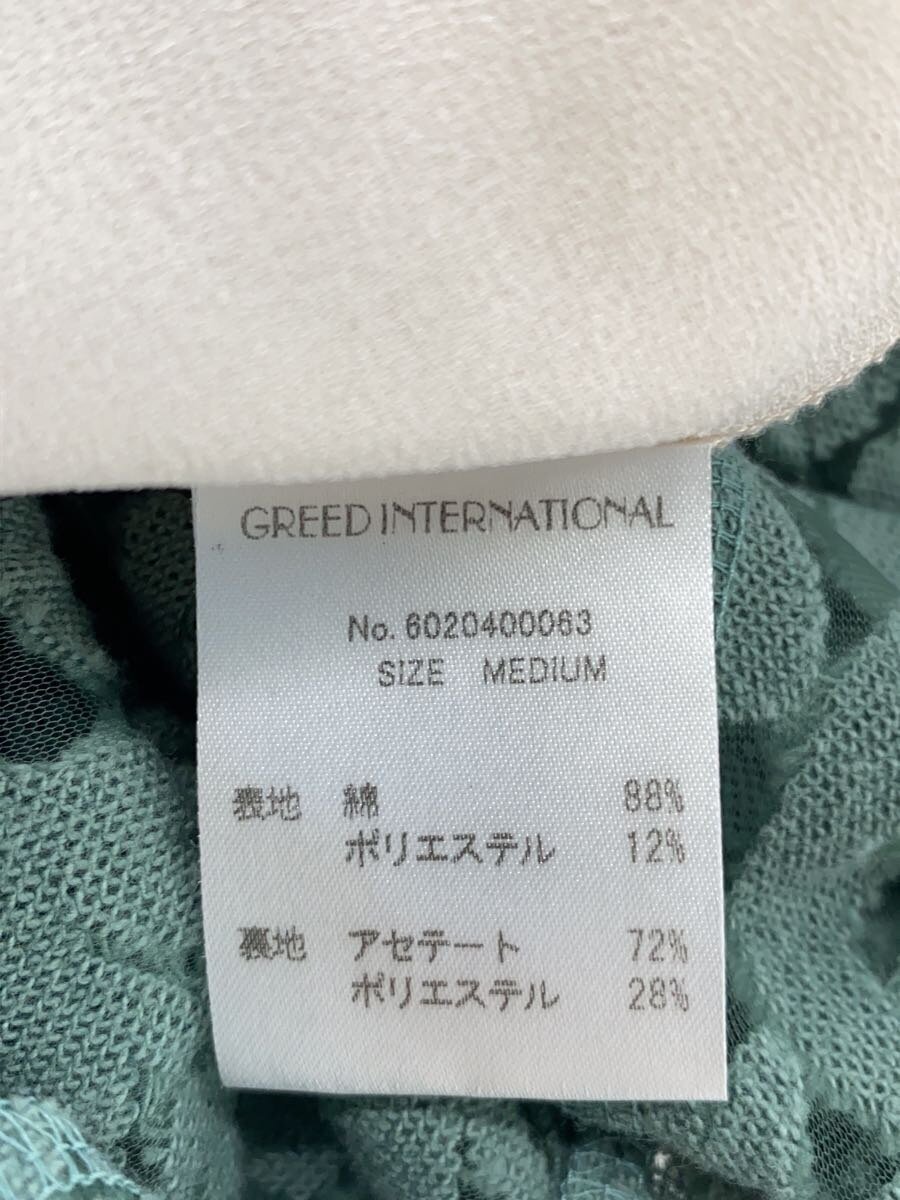 GREED INTERNATIONAL
No. 6020400063
SIZE MEDIUM
表地 綿 88%
ポリエステル 12%
裏地 アセテート 72%
ポリエステル 28%